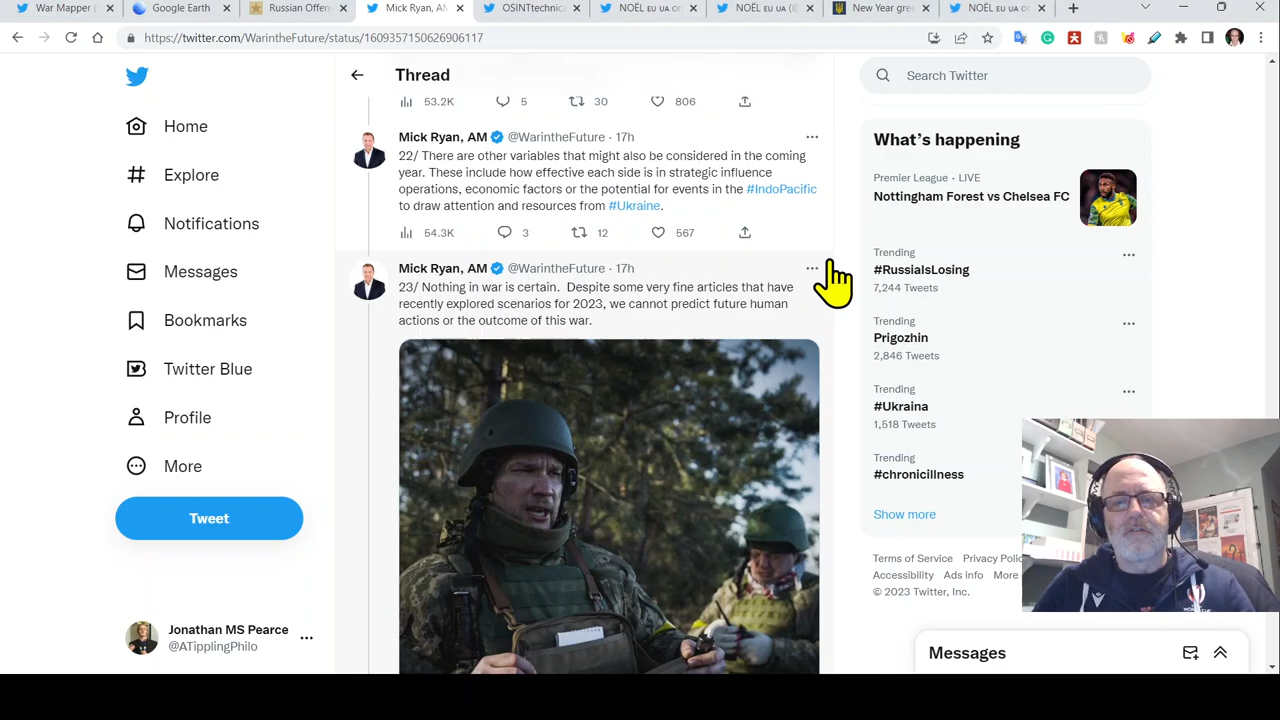 War Mapper (
Google Earth
Russian Offen
Mick Ryan, AM
OSINTtechnica
NOËL EU UA on
NOËL EU UA (@
New Year gree
NOËL EU UA on
https://twitter.com/WarintheFuture/status/1609357150626906117
Thread
Search Twitter
Home
Explore
Notifications
Messages
Bookmarks
Twitter Blue
Profile
More
Tweet
Jonathan MS Pearce
@ATipplingPhilo
53.2K 5 30 806
Mick Ryan, AM @WarintheFuture · 17h
22/ There are other variables that might also be considered in the coming
year. These include how effective each side is in strategic influence
operations, economic factors or the potential for events in the #IndoPacific
to draw attention and resources from #Ukraine.
54.3K 3 12 567
Mick Ryan, AM @WarintheFuture · 17h
23/ Nothing in war is certain. Despite some very fine articles that have
recently explored scenarios for 2023, we cannot predict future human
actions or the outcome of this war.
What's happening
Premier League · LIVE
Nottingham Forest vs Chelsea FC
Trending
#RussiaIsLosing
7,244 Tweets
Trending
Prigozhin
2,846 Tweets
Trending
#Ukraina
1,518 Tweets
Trending
#chronicillness
Show more
Terms of Service Privacy Polic
Accessibility Ads info More
© 2023 Twitter, Inc.
Messages